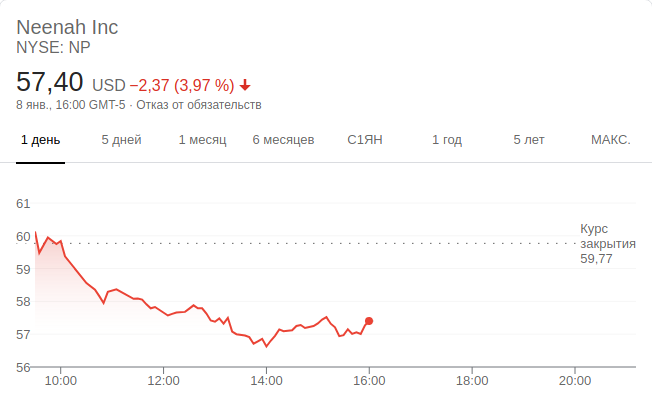 Neenah Inc
NYSE: NP
57,40 USD −2,37 (3,97 %)
8 янв., 16:00 GMT-5 · Отказ от обязательств
1 день 5 дней 1 месяц 6 месяцев С1ЯН 1 год 5 лет МАКС.
61
60
59
58
57
56
Курс
закрытия
59,77
10:00 12:00 14:00 16:00 18:00 20:00